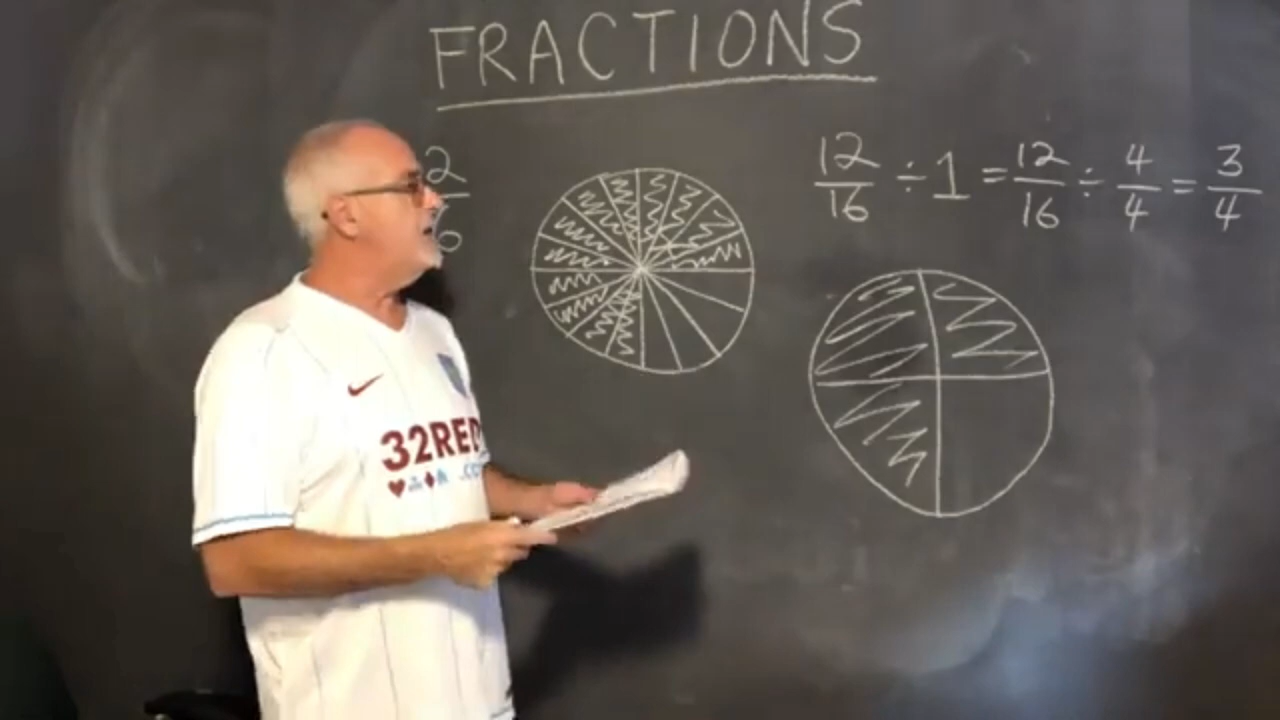 FRACTIONS
12/16 ÷ 1 = 12/16 ÷ 4/4 = 3/4
32RED